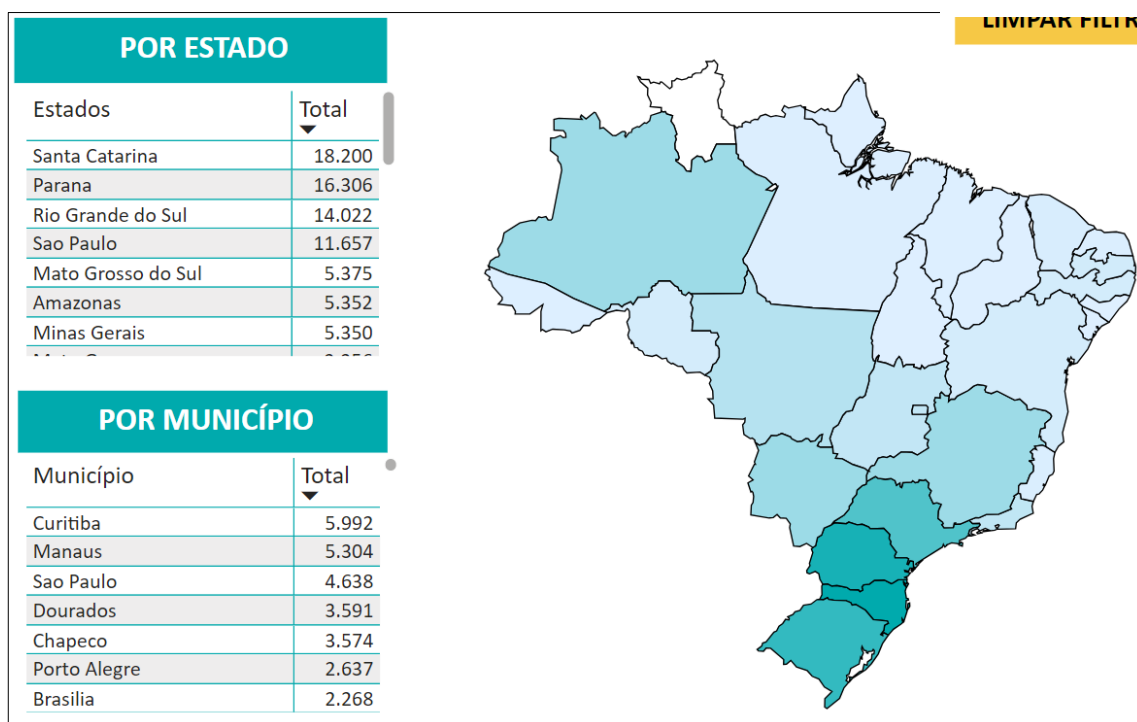 LIMPAR FILTR
POR ESTADO
Estados Total
Santa Catarina 18.200
Parana 16.306
Rio Grande do Sul 14.022
Sao Paulo 11.657
Mato Grosso do Sul 5.375
Amazonas 5.352
Minas Gerais 5.350
POR MUNICÍPIO
Município Total
Curitiba 5.992
Manaus 5.304
Sao Paulo 4.638
Dourados 3.591
Chapeco 3.574
Porto Alegre 2.637
Brasilia 2.268